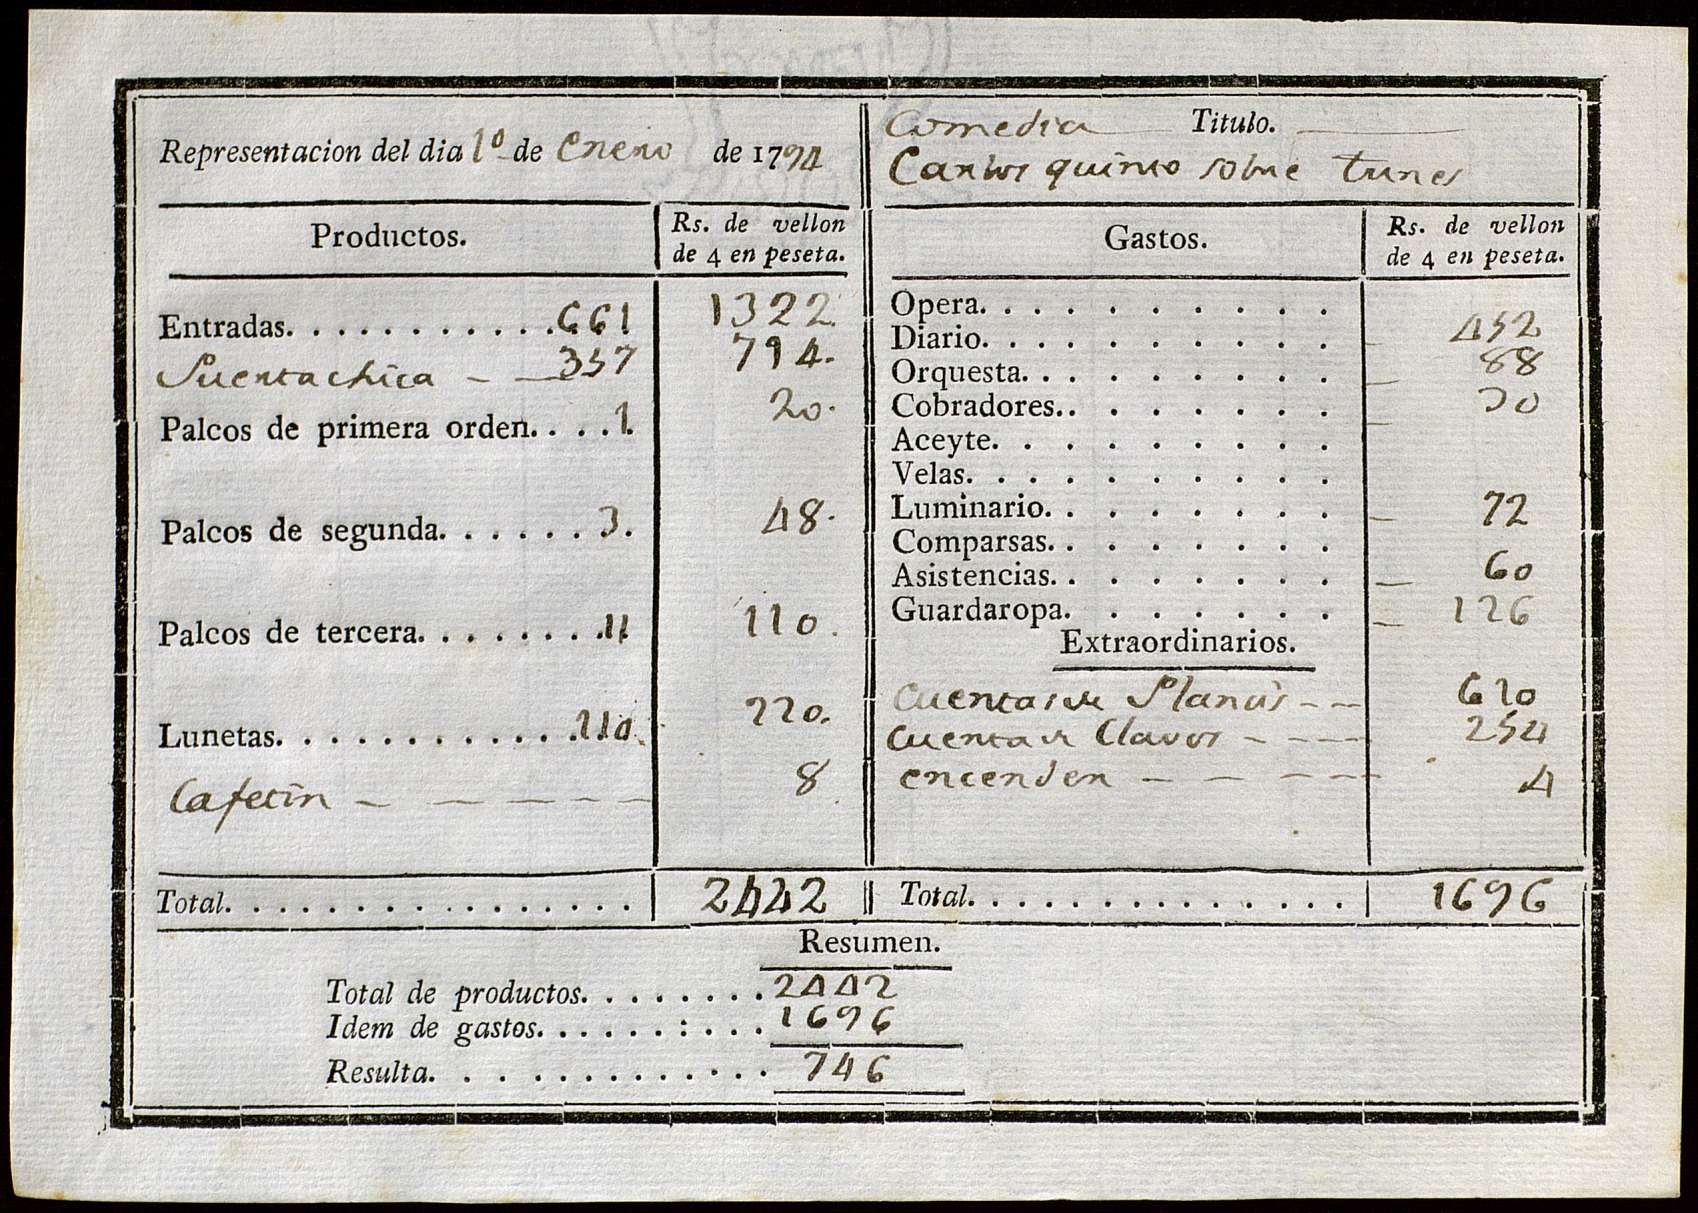 Representacion del dia 1º de Enero de 1794
Comedia Titulo.
Carlos quinto sobre tunes
Productos. Rs. de vellon de 4 en peseta.
Entradas. . . . . . . . . . . . 661 1322
Puerta chica - - 357 714.
Palcos de primera orden. . . . 1. 20.
Palcos de segunda. . . . . . 3. 48.
Palcos de tercera. . . . . . . . 11 110.
Lunetas. . . . . . . . . . . . . 110. 220.
Cafetin - - - - - - - 8
Total. . . . . . . . . . . . . . . . 2442
Gastos. Rs. de vellon de 4 en peseta.
Opera. . . . . . . . . .
Diario. . . . . . . . . . 452
Orquesta. . . . . . . . . 88
Cobradores.. . . . . . . 30
Aceyte. . . . . . . . .
Velas. . . . . . . . . .
Luminario. . . . . . . . 72
Comparsas. . . . . . . .
Asistencias. . . . . . . . 60
Guardaropa. . . . . . . 126
Extraordinarios.
Cuentas de Planas - - 610
Cuenta de Clavos - - - - 254
encender - - - - - 4
Total. . . . . . . . . . . . . . . . 1696
Resumen.
Total de productos. . . . . . . . 2442
Idem de gastos. . . . . . : . . . 1696
Resulta. . . . . . . . . . . . . 746